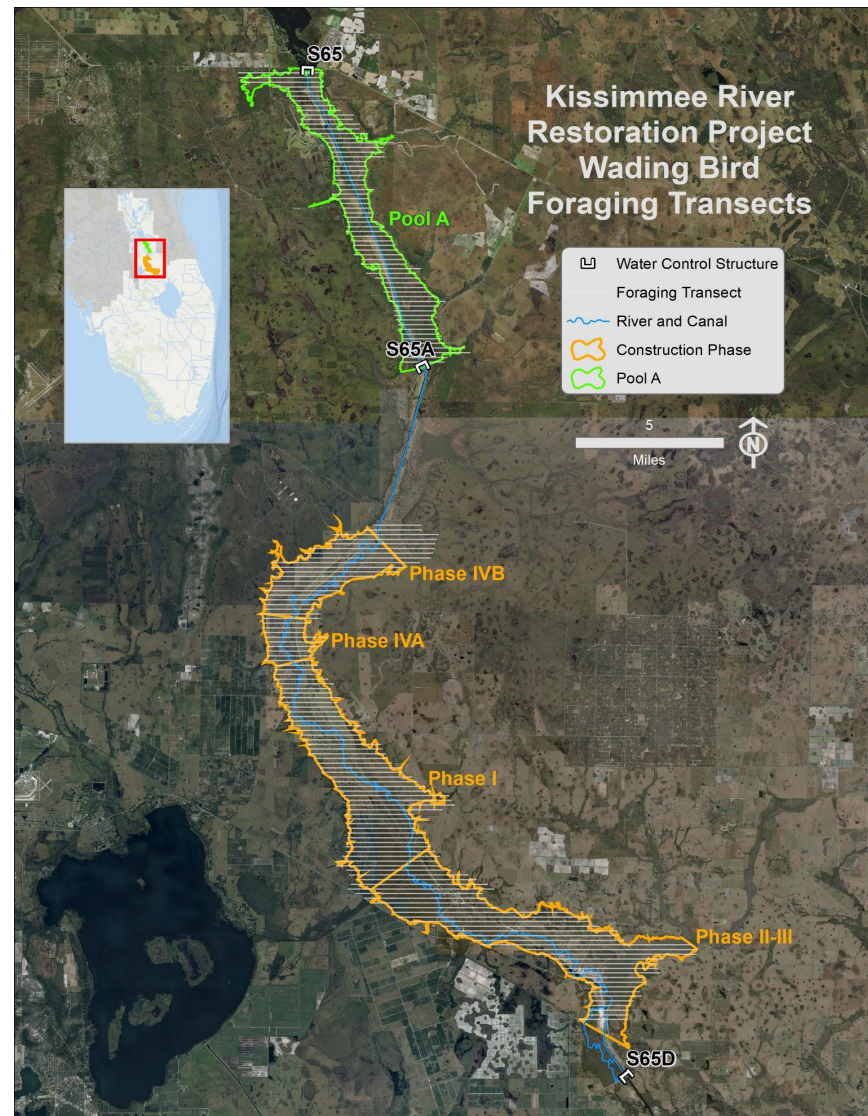 S65
Kissimmee River
Restoration Project
Wading Bird
Foraging Transects
Pool A
Water Control Structure
Foraging Transect
River and Canal
Construction Phase
Pool A
S65A
5
Miles
N
Phase IVB
Phase IVA
Phase I
Phase II-III
S65D